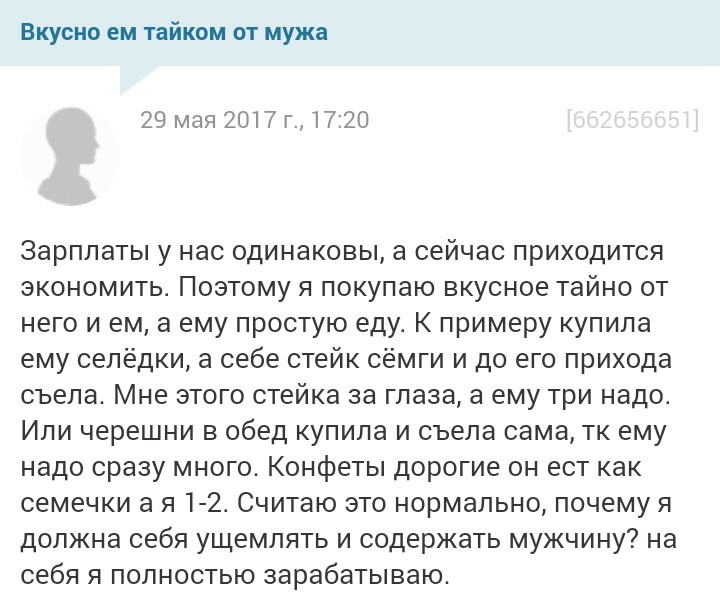 Вкусно ем тайком от мужа
29 мая 2017 г., 17:20 [662656651]
Зарплаты у нас одинаковы, а сейчас приходится
экономить. Поэтому я покупаю вкусное тайно от
него и ем, а ему простую еду. К примеру купила
ему селёдки, а себе стейк сёмги и до его прихода
съела. Мне этого стейка за глаза, а ему три надо.
Или черешни в обед купила и съела сама, тк ему
надо сразу много. Конфеты дорогие он ест как
семечки а я 1-2. Считаю это нормально, почему я
должна себя ущемлять и содержать мужчину? на
себя я полностью зарабатываю.